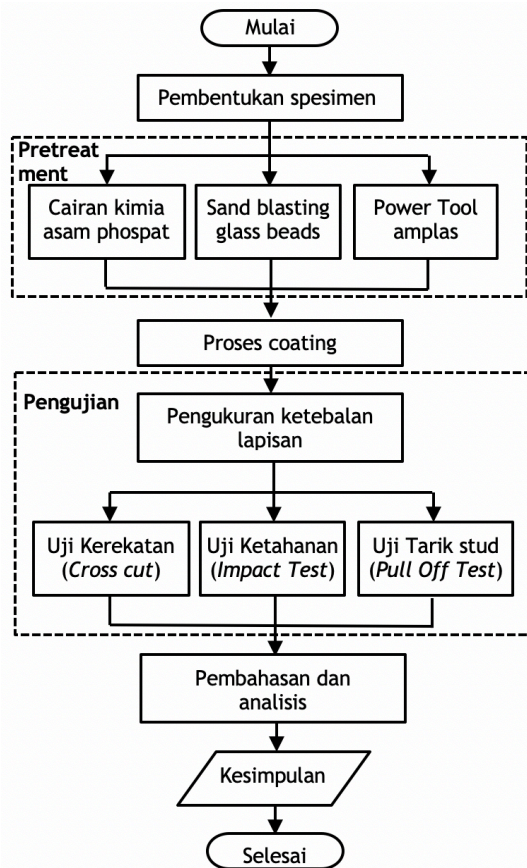 Mulai
Pembentukan spesimen
Pretreat
ment
Cairan kimia
asam phospat
Sand blasting
glass beads
Power Tool
amplas
Proses coating
Pengujian
Pengukuran ketebalan
lapisan
Uji Kerekatan
(Cross cut)
Uji Ketahanan
(Impact Test)
Uji Tarik stud
(Pull Off Test)
Pembahasan dan
analisis
Kesimpulan
Selesai